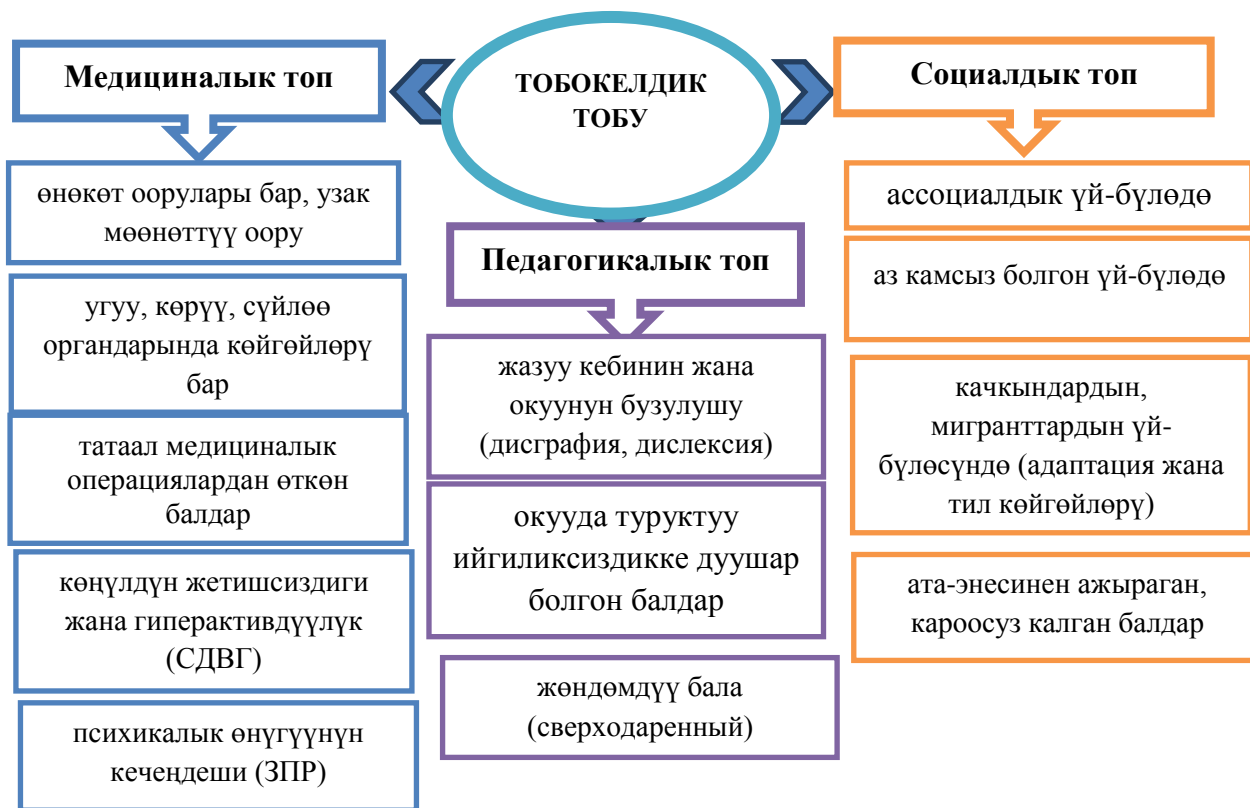 ТОБОКЕЛДИК
ТОБУ
Медициналык топ
өнөкөт оорулары бар, узак
мөөнөттүү оору
угуу, көрүү, сүйлөө
органдарында көйгөйлөрү
бар
татаал медициналык
операциялардан өткөн
балдар
көңүлдүн жетишсиздиги
жана гиперактивдүүлүк
(СДВГ)
психикалык өнүгүүнүн
кечеңдеши (ЗПР)
Педагогикалык топ
жазуу кебинин жана
окуунун бузулушу
(дисграфия, дислексия)
окууда туруктуу
ийгиликсиздикке дуушар
болгон балдар
жөндөмдүү бала
(сверходаренный)
Социалдык топ
ассоциалдык үй-бүлөдө
аз камсыз болгон үй-бүлөдө
качкындардын,
мигранттардын үй-
бүлөсүндө (адаптация жана
тил көйгөйлөрү)
ата-энесинен ажыраган,
кароосуз калган балдар